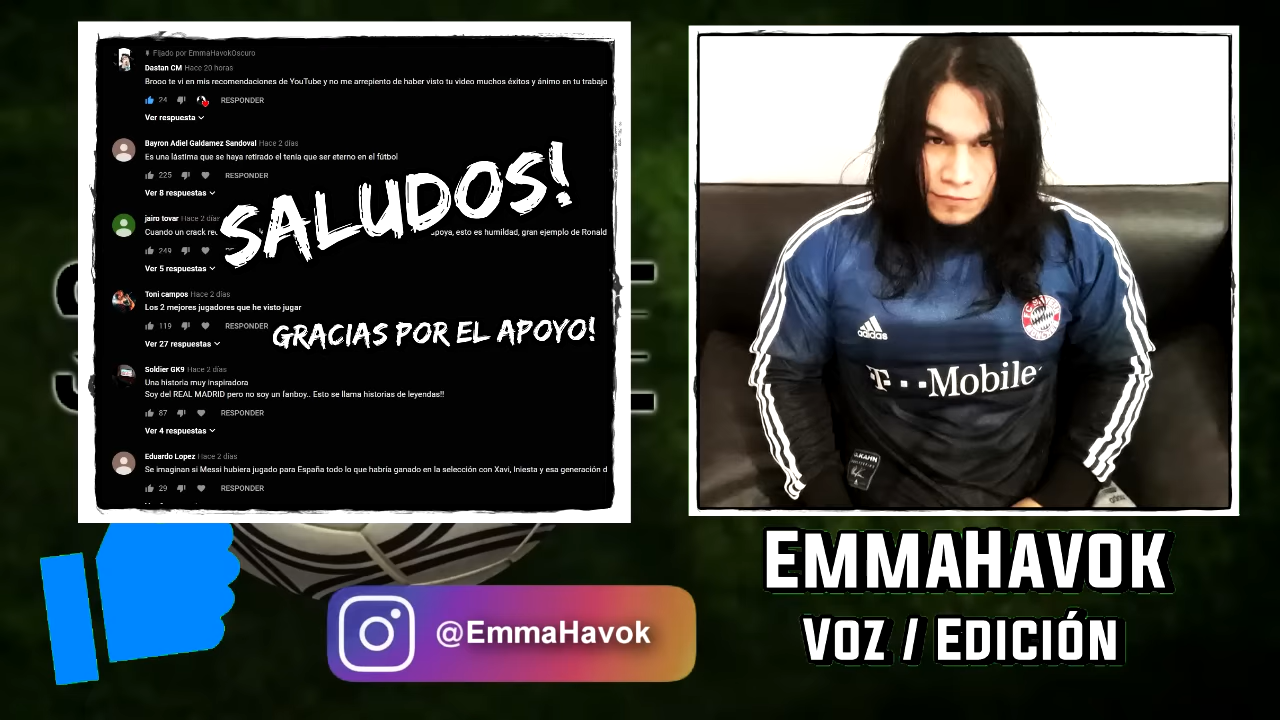 Fijado por EmmaHavokOscuro
Dastan CM Hace 20 horas
Brooo te vi en mis recomendaciones de YouTube y no me arrepiento de haber visto tu video muchos éxitos y ánimo en tu trabajo
24 RESPONDER
Ver respuesta
Bayron Adiel Galdamez Sandoval Hace 2 días
Es una lástima que se haya retirado el tenia que ser eterno en el fútbol
225 RESPONDER
Ver 8 respuestas
jairo tovar Hace 2 días
Cuando un crack apoya, esto es humildad, gran ejemplo de Ronald
249
Ver 5 respuestas
SALUDOS!
Toni campos Hace 2 días
Los 2 mejores jugadores que he visto jugar
119 RESPONDER
Ver 27 respuestas
GRACIAS POR EL APOYO!
Soldier GK9 Hace 2 días
Una historia muy inspiradora
Soy del REAL MADRID pero no soy un fanboy.. Esto se llama historias de leyendas!!
87 RESPONDER
Ver 4 respuestas
Eduardo Lopez Hace 2 días
Se imaginan si Messi hubiera jugado para España todo lo que habría ganado en la selección con Xavi, Iniesta y esa generación d
29 RESPONDER
adidas
T··Mobile·
KAHN
EMMAHAVOK
VOZ / EDICIÓN
@EmmaHavok